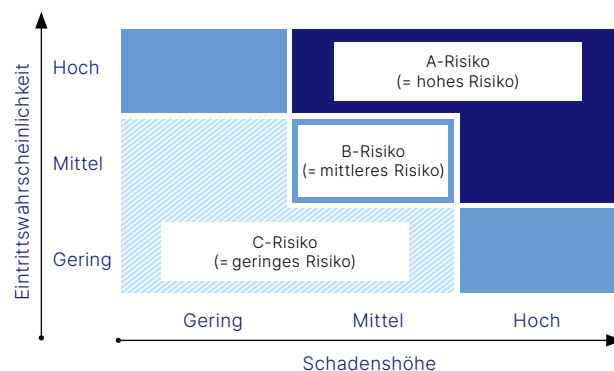 Eintrittswahrscheinlichkeit
Hoch
A-Risiko
(= hohes Risiko)
Mittel
B-Risiko
(= mittleres Risiko)
Gering
C-Risiko
(= geringes Risiko)
Gering
Mittel
Hoch
Schadenshöhe